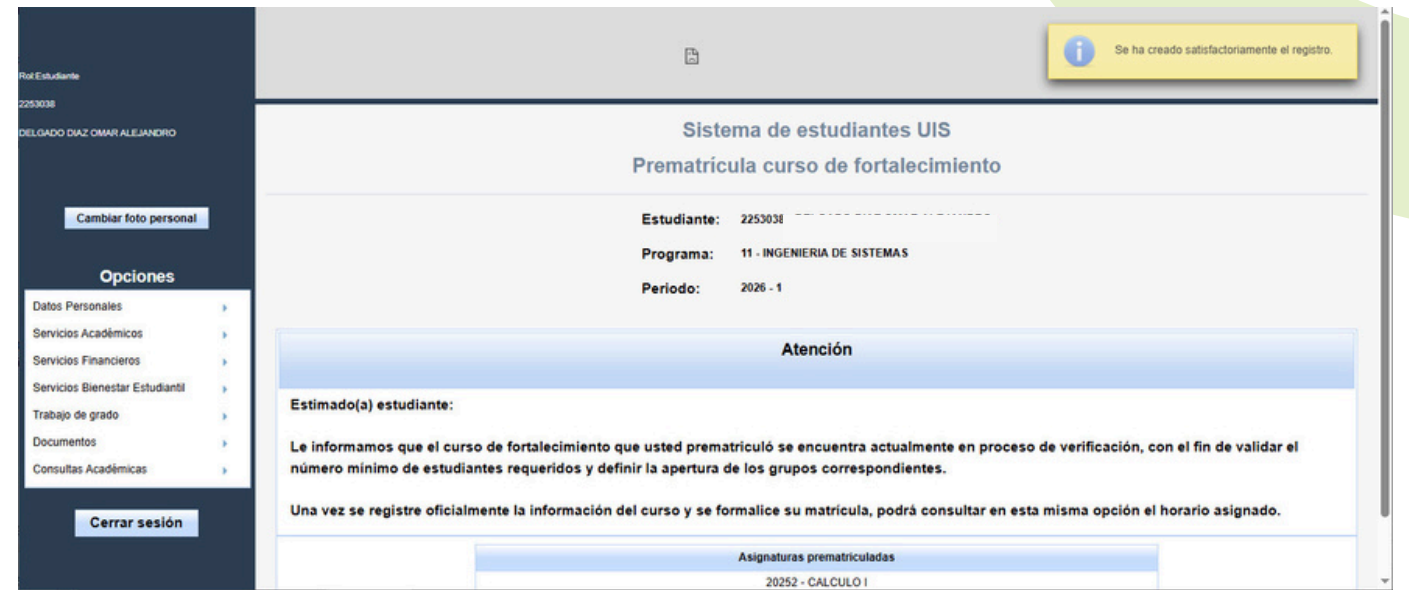 Se ha creado satisfactoriamente el registro.
Rol:Estudiante
2253038
DELGADO DIAZ OMAR ALEJANDRO
Cambiar foto personal
Opciones
Datos Personales
Servicios Académicos
Servicios Financieros
Servicios Bienestar Estudiantil
Trabajo de grado
Documentos
Consultas Académicas
Cerrar sesión
Sistema de estudiantes UIS
Prematrícula curso de fortalecimiento
Estudiante: 2253038
Programa: 11 - INGENIERIA DE SISTEMAS
Periodo: 2026 - 1
Atención
Estimado(a) estudiante:
Le informamos que el curso de fortalecimiento que usted prematriculó se encuentra actualmente en proceso de verificación, con el fin de validar el
número mínimo de estudiantes requeridos y definir la apertura de los grupos correspondientes.
Una vez se registre oficialmente la información del curso y se formalice su matrícula, podrá consultar en esta misma opción el horario asignado.
Asignaturas prematriculadas
20252 - CALCULO I